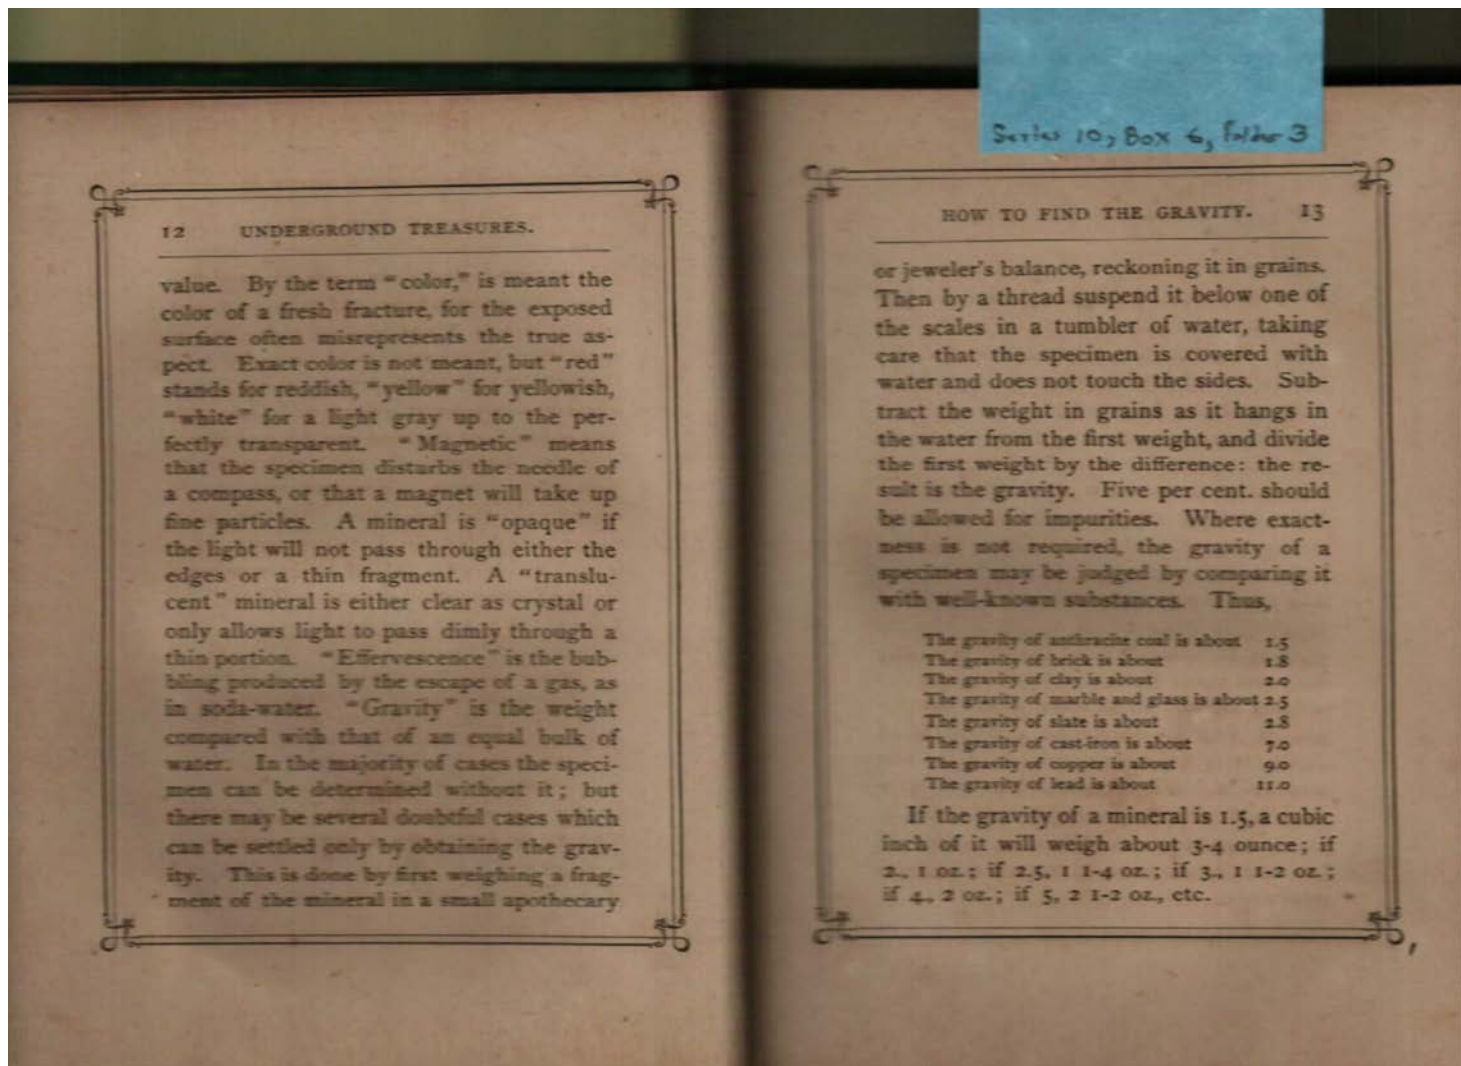 Series 10, Box 6, Folder 3
12 UNDERGROUND TREASURES.
value. By the term "color," is meant the
color of a fresh fracture, for the exposed
surface often misrepresents the true as-
pect. Exact color is not meant, but "red"
stands for reddish, "yellow" for yellowish,
"white" for a light gray up to the per-
fectly transparent. "Magnetic" means
that the specimen disturbs the needle of
a compass, or that a magnet will take up
fine particles. A mineral is "opaque" if
the light will not pass through either the
edges or a thin fragment. A "translu-
cent" mineral is either clear as crystal or
only allows light to pass dimly through a
thin portion. "Effervescence" is the bub-
bling produced by the escape of a gas, as
in soda-water. "Gravity" is the weight
compared with that of an equal bulk of
water. In the majority of cases the speci-
men can be determined without it; but
there may be several doubtful cases which
can be settled only by obtaining the grav-
ity. This is done by first weighing a frag-
ment of the mineral in a small apothecary
HOW TO FIND THE GRAVITY. 13
or jeweler's balance, reckoning it in grains.
Then by a thread suspend it below one of
the scales in a tumbler of water, taking
care that the specimen is covered with
water and does not touch the sides. Sub-
tract the weight in grains as it hangs in
the water from the first weight, and divide
the first weight by the difference: the re-
sult is the gravity. Five per cent. should
be allowed for impurities. Where exact-
ness is not required, the gravity of a
specimen may be judged by comparing it
with well-known substances. Thus,
The gravity of anthracite coal is about 1.5
The gravity of brick is about 1.8
The gravity of clay is about 2.0
The gravity of marble and glass is about 2.5
The gravity of slate is about 2.8
The gravity of cast-iron is about 7.0
The gravity of copper is about 9.0
The gravity of lead is about 11.0
If the gravity of a mineral is 1.5, a cubic
inch of it will weigh about 3-4 ounce; if
2., 1 oz.; if 2.5, 1 1-4 oz.; if 3., 1 1-2 oz.;
if 4., 2 oz.; if 5, 2 1-2 oz., etc.